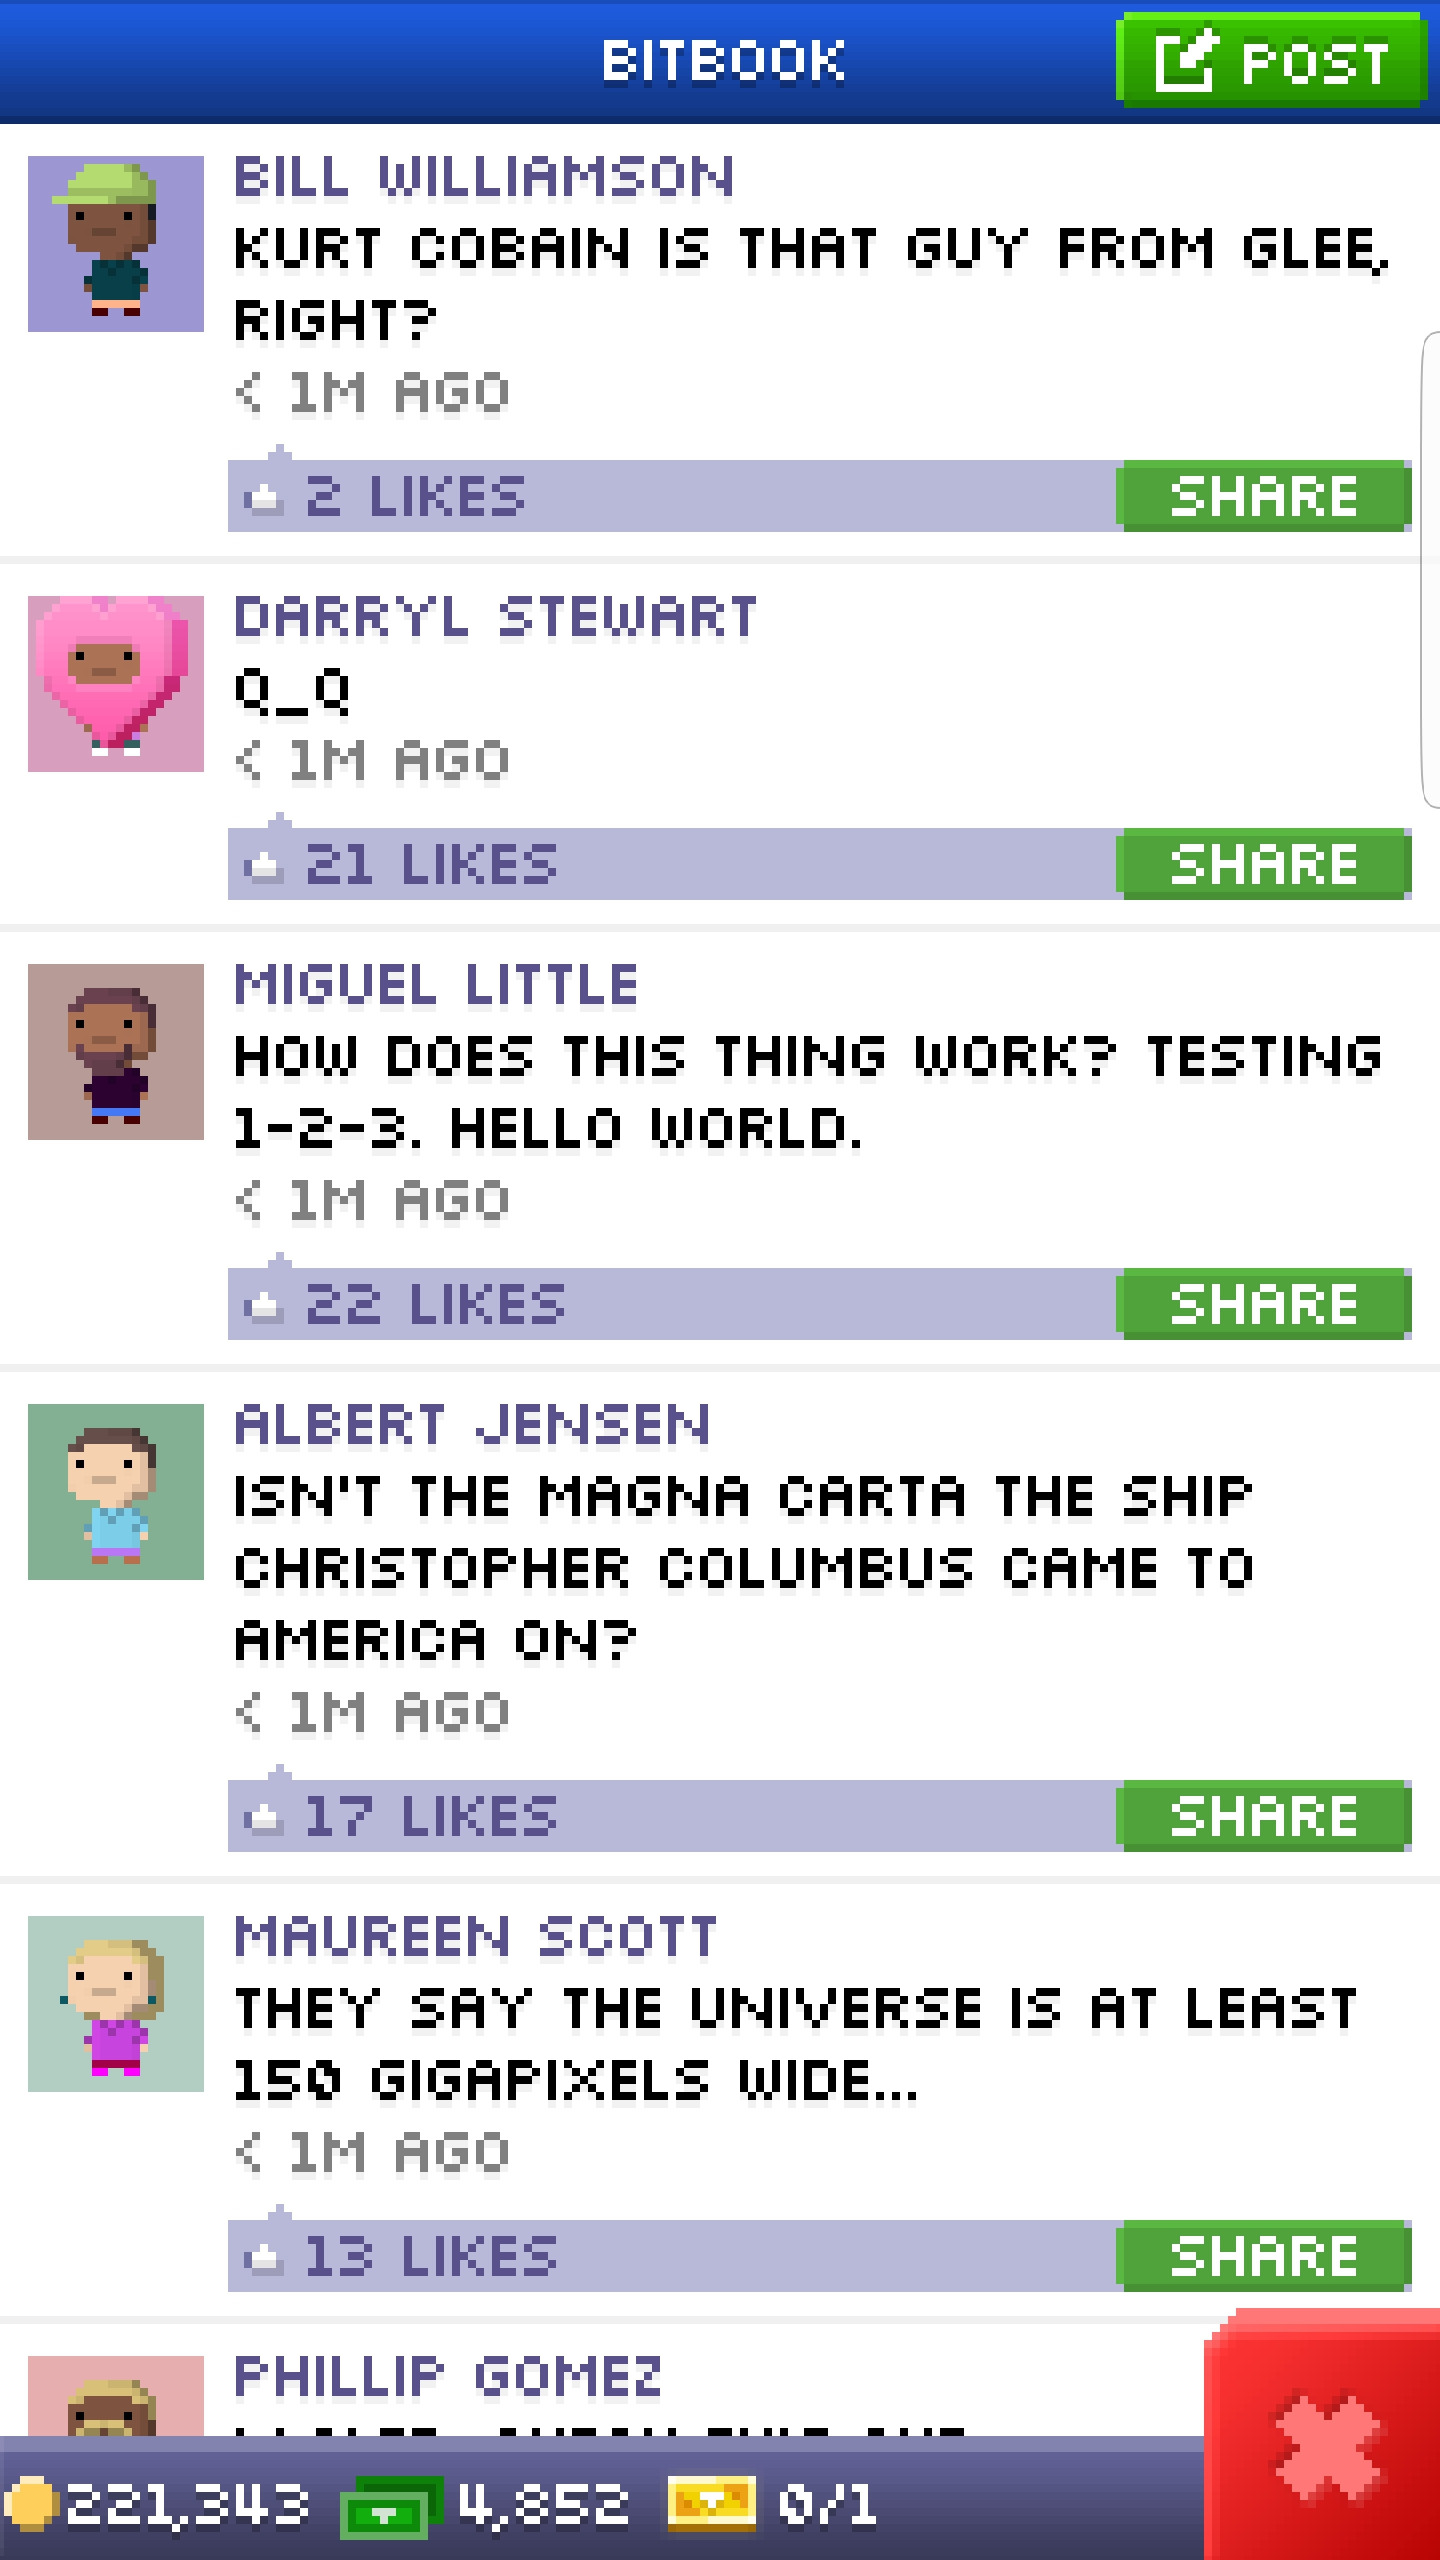 BITBOOK
POST
BILL WILLIAMSON
KURT COBAIN IS THAT GUY FROM GLEE,
RIGHT?
< 1M AGO
2 LIKES
SHARE
DARRYL STEWART
Q_Q
< 1M AGO
21 LIKES
SHARE
MIGUEL LITTLE
HOW DOES THIS THING WORK? TESTING
1-2-3. HELLO WORLD.
< 1M AGO
22 LIKES
SHARE
ALBERT JENSEN
ISN'T THE MAGNA CARTA THE SHIP
CHRISTOPHER COLUMBUS CAME TO
AMERICA ON?
< 1M AGO
17 LIKES
SHARE
MAUREEN SCOTT
THEY SAY THE UNIVERSE IS AT LEAST
150 GIGAPIXELS WIDE...
< 1M AGO
13 LIKES
SHARE
PHILLIP GOMEZ
221,343 4,852 0/1